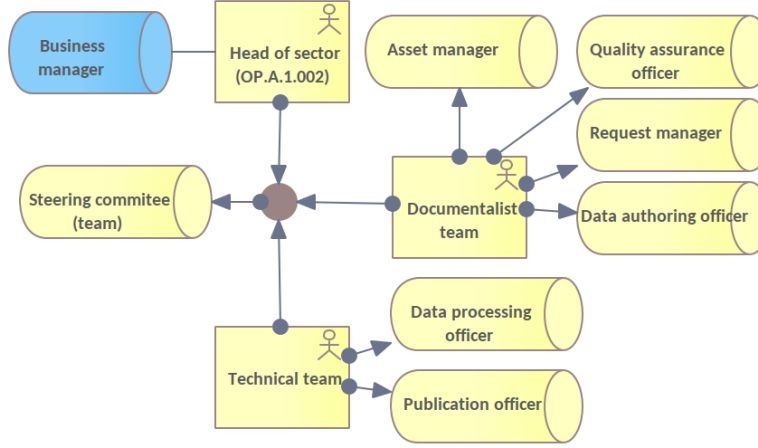 Business
manager
Head of sector
(OP.A.1.002)
Asset manager
Quality assurance
officer
Request manager
Steering commitee
(team)
Documentalist
team
Data authoring officer
Data processing
officer
Technical team
Publication officer